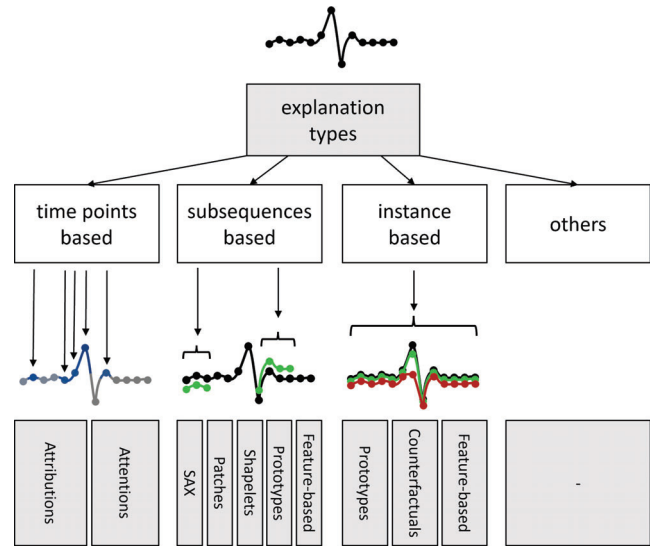 explanation
types
time points
based
subsequences
based
instance
based
others
Attributions
Attentions
SAX
Patches
Shapelets
Prototypes
Feature-based
Prototypes
Counterfactuals
Feature-based
-